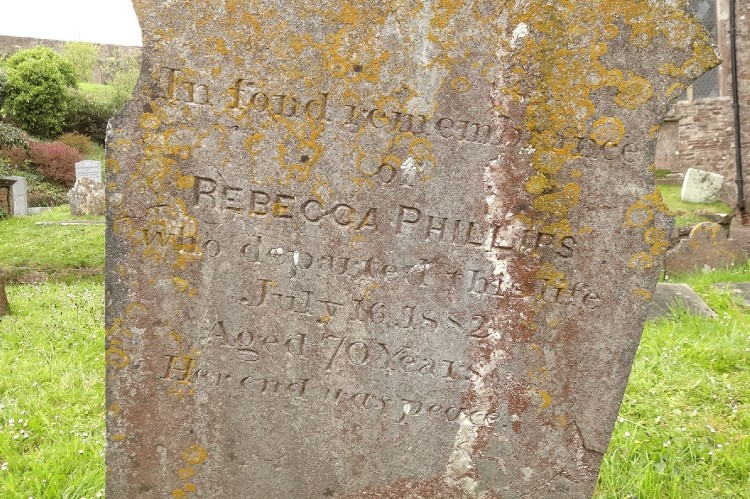 In fond remembrance
of
REBECCA PHILLIPS
who departed this life
July 16, 1882
Aged 70 Years
Her end was peace.